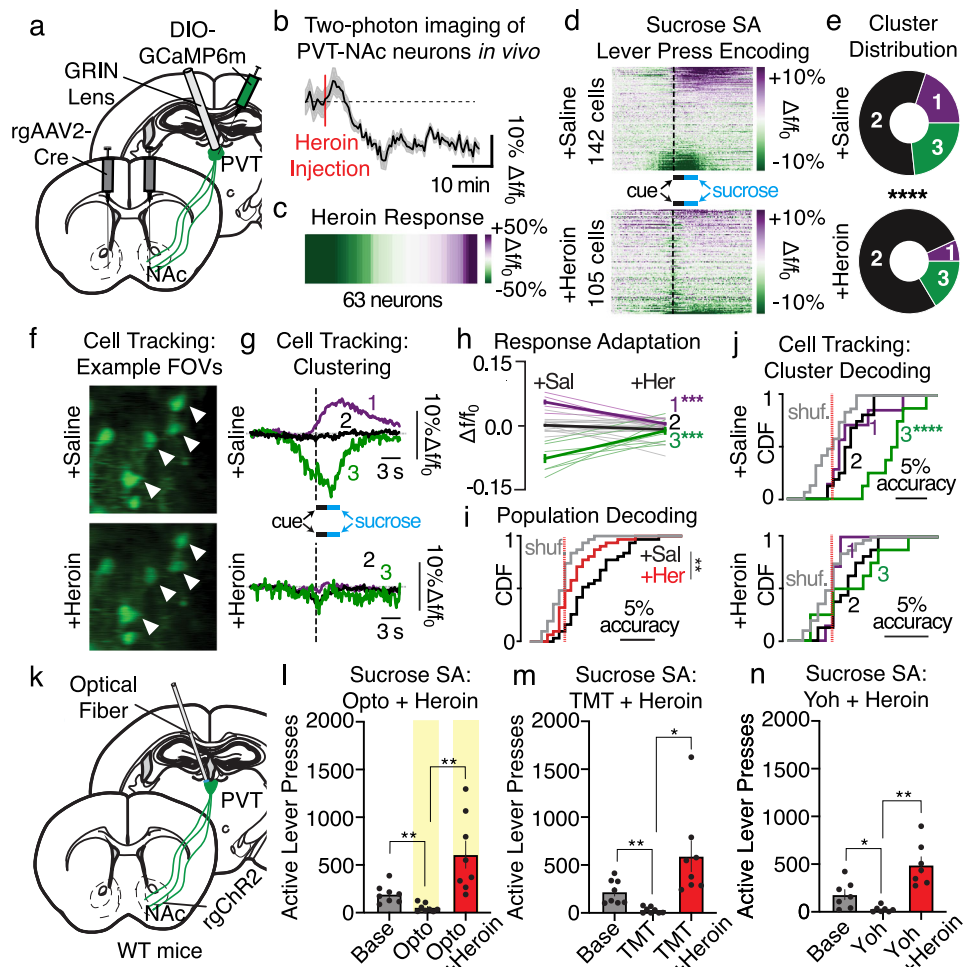 a
DIO-
GCaMP6m
GRIN
Lens
rgAAV2-
Cre
PVT
c
NAc
b
Two-photon imaging of
PVT-NAc neurons in vivo
Heroin
Injection
10 min
10% Δf/f0
c
Heroin Response
+50%
Δf/f0
-50%
63 neurons
d
Sucrose SA
Lever Press Encoding
+Saline
142 cells
+10%
Δf/f0
-10%
cue
sucrose
+Heroin
105 cells
+10%
Δf/f0
-10%
e
Cluster
Distribution
+Saline
1
2
3
****
+Heroin
1
2
3
f
Cell Tracking:
Example FOVs
+Saline
+Heroin
g
Cell Tracking:
Clustering
1
2
3
3 s
10%Δf/f0
cue
sucrose
2
3
3 s
10%Δf/f0
h
Response Adaptation
0.15
0.0
-0.15
Δf/f0
+Sal
+Her
1***
2
3***
i
Population Decoding
1
0
CDF
shuf.
+Sal
+Her
**
5%
accuracy
j
Cell Tracking:
Cluster Decoding
+Saline
1
0
CDF
shuf.
1
2
3****
5%
accuracy
+Heroin
1
0
CDF
shuf.
1
2
3
5%
accuracy
k
Optical
Fiber
PVT
c
NAc
rgChR2
WT mice
l
Sucrose SA:
Opto + Heroin
Active Lever Presses
2000
1500
1000
500
0
**
**
Base
Opto
Opto
+Heroin
m
Sucrose SA:
TMT + Heroin
Active Lever Presses
2000
1500
1000
500
0
**
*
Base
TMT
TMT
+Heroin
n
Sucrose SA:
Yoh + Heroin
Active Lever Presses
2000
1500
1000
500
0
*
**
Base
Yoh
Yoh
+Heroin